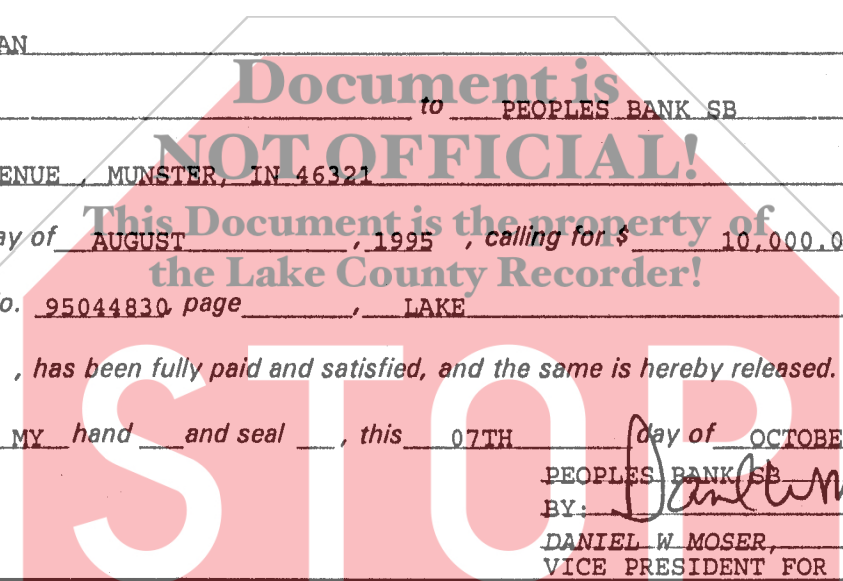 AN
Document is
to PEOPLES BANK SB
NOT OFFICIAL!
ENUE , MUNSTER, IN 46321
This Document is the property of
ay of AUGUST , 1995 , calling for $ 10,000.0
the Lake County Recorder!
o. 95044830, page , LAKE
, has been fully paid and satisfied, and the same is hereby released.
STOP
MY hand and seal , this 07TH day of OCTOBE
PEOPLES BANK SB
BY:
DANIEL W MOSER,
VICE PRESIDENT FOR